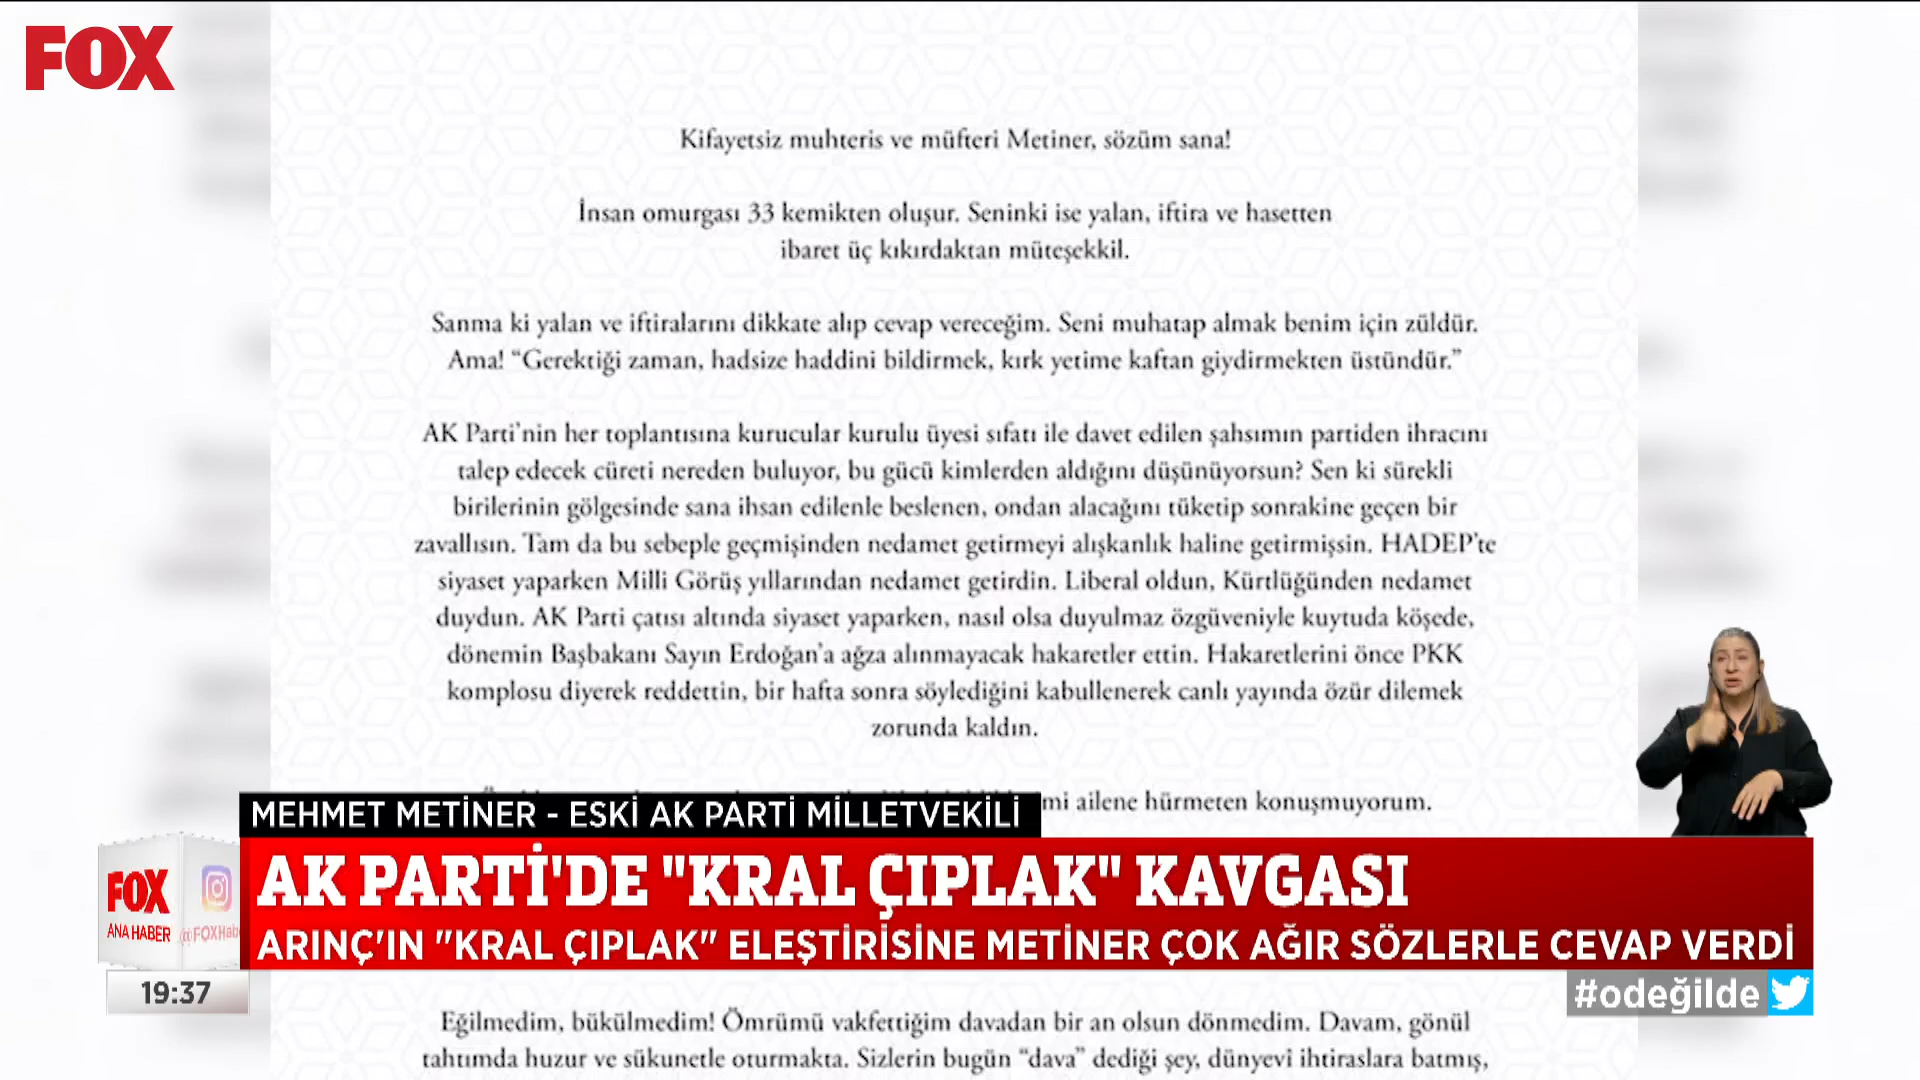 FOX
Kifayetsiz muhteris ve müfteri Metiner, sözüm sana!
İnsan omurgası 33 kemikten oluşur. Seninki ise yalan, iftira ve hasetten
ibaret üç kıkırdaktan müteşekkil.
Sanma ki yalan ve iftiralarını dikkate alıp cevap vereceğim. Seni muhatap almak benim için züldür.
Ama! “Gerektiği zaman, hadsize haddini bildirmek, kırk yetime kaftan giydirmekten üstündür.”
AK Parti’nin her toplantısına kurucular kurulu üyesi sıfatı ile davet edilen şahsımın partiden ihracını
talep edecek cüreti nereden buluyor, bu gücü kimlerden aldığını düşünüyorsun? Sen ki sürekli
birilerinin gölgesinde sana ihsan edilenle beslenen, ondan alacağını tüketip sonrakine geçen bir
zavallısın. Tam da bu sebeple geçmişinden nedamet getirmeyi alışkanlık haline getirmişsin. HADEP’te
siyaset yaparken Milli Görüş yıllarından nedamet getirdin. Liberal oldun, Kürtlüğünden nedamet
duydun. AK Parti çatısı altında siyaset yaparken, nasıl olsa duyulmaz özgüveniyle kuytuda köşede,
dönemin Başbakanı Sayın Erdoğan’a ağza alınmayacak hakaretler ettin. Hakaretlerini önce PKK
komplosu diyerek reddettin, bir hafta sonra söylediğini kabullenerek canlı yayında özür dilemek
zorunda kaldın.
mi ailene hürmeten konuşmuyorum.
MEHMET METİNER - ESKİ AK PARTİ MİLLETVEKİLİ
AK PARTİ'DE "KRAL ÇIPLAK" KAVGASI
ARINÇ'IN "KRAL ÇIPLAK" ELEŞTİRİSİNE METİNER ÇOK AĞIR SÖZLERLE CEVAP VERDİ
FOX
ANA HABER
@FOXHabe
19:37
#odeğilde
Eğilmedim, bükülmedim! Ömrümü vakfettiğim davadan bir an olsun dönmedim. Davam, gönül
tahtımda huzur ve sükunetle oturmakta. Sizlerin bugün “dava” dediği şey, dünyevî ihtiraslara batmış,